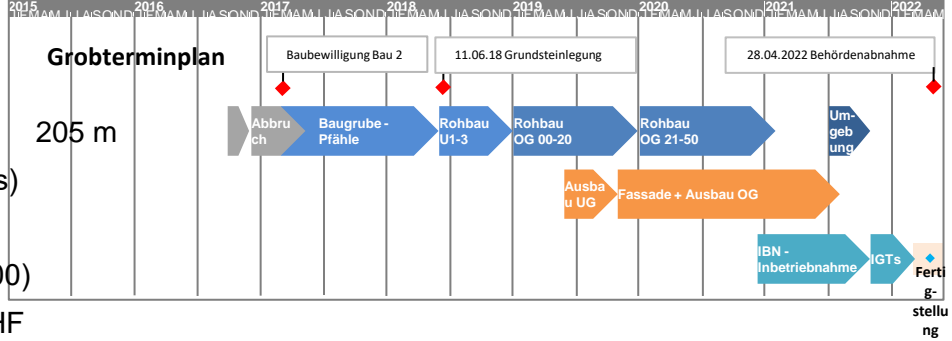 2015 2016 2017 2018 2019 2020 2021 2022
Grobterminplan
Baubewilligung Bau 2
11.06.18 Grundsteinlegung
28.04.2022 Behördenabnahme
205 m
Abbru
ch
Baugrube -
Pfähle
Rohbau
U1-3
Rohbau
OG 00-20
Rohbau
OG 21-50
Um-
geb
ung
s)
Ausba
u UG
Fassade + Ausbau OG
IBN -
Inbetriebnahme
IGTs
00)
Ferti
g-
stellu
ng
HF